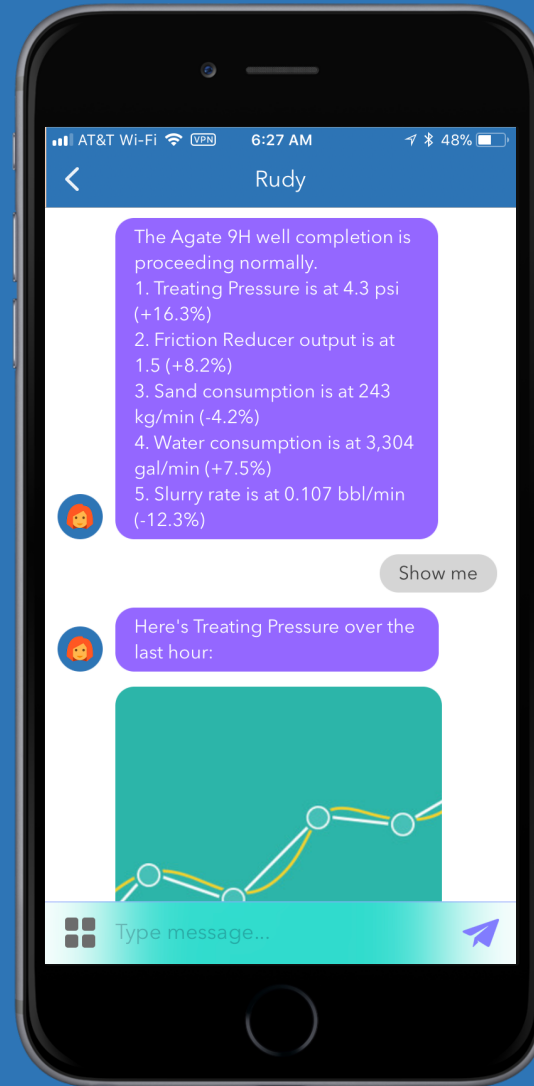 AT&T Wi-Fi VPN 6:27 AM 48%
Rudy
The Agate 9H well completion is
proceeding normally.
1. Treating Pressure is at 4.3 psi
(+16.3%)
2. Friction Reducer output is at
1.5 (+8.2%)
3. Sand consumption is at 243
kg/min (-4.2%)
4. Water consumption is at 3,304
gal/min (+7.5%)
5. Slurry rate is at 0.107 bbl/min
(-12.3%)
Show me
Here's Treating Pressure over the
last hour:
Type message...